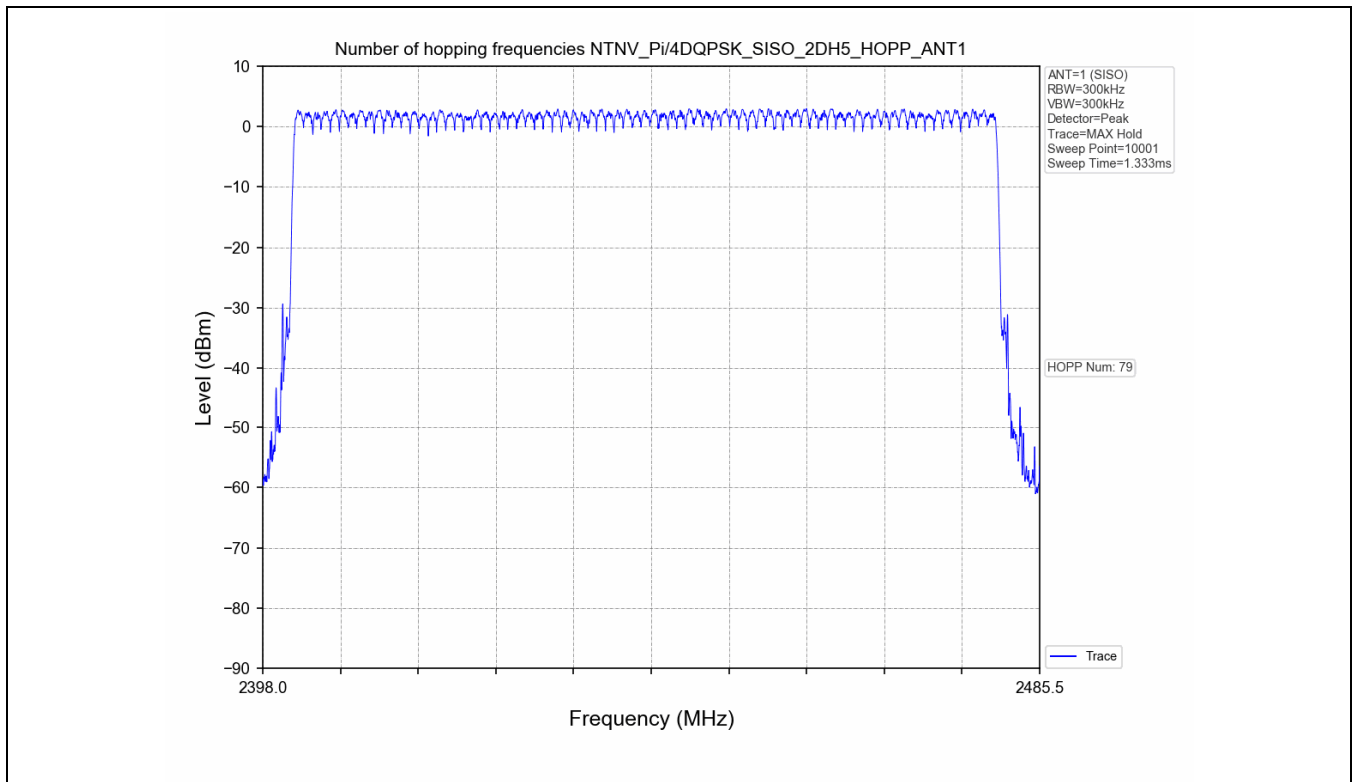 Number of hopping frequencies NTNV_Pi/4DQPSK_SISO_2DH5_HOPP_ANT1
10
0
−10
−20
−30
−40
−50
−60
−70
−80
−90
Level (dBm)
2398.0
2485.5
Frequency (MHz)
ANT=1 (SISO)
RBW=300kHz
VBW=300kHz
Detector=Peak
Trace=MAX Hold
Sweep Point=10001
Sweep Time=1.333ms
HOPP Num: 79
Trace